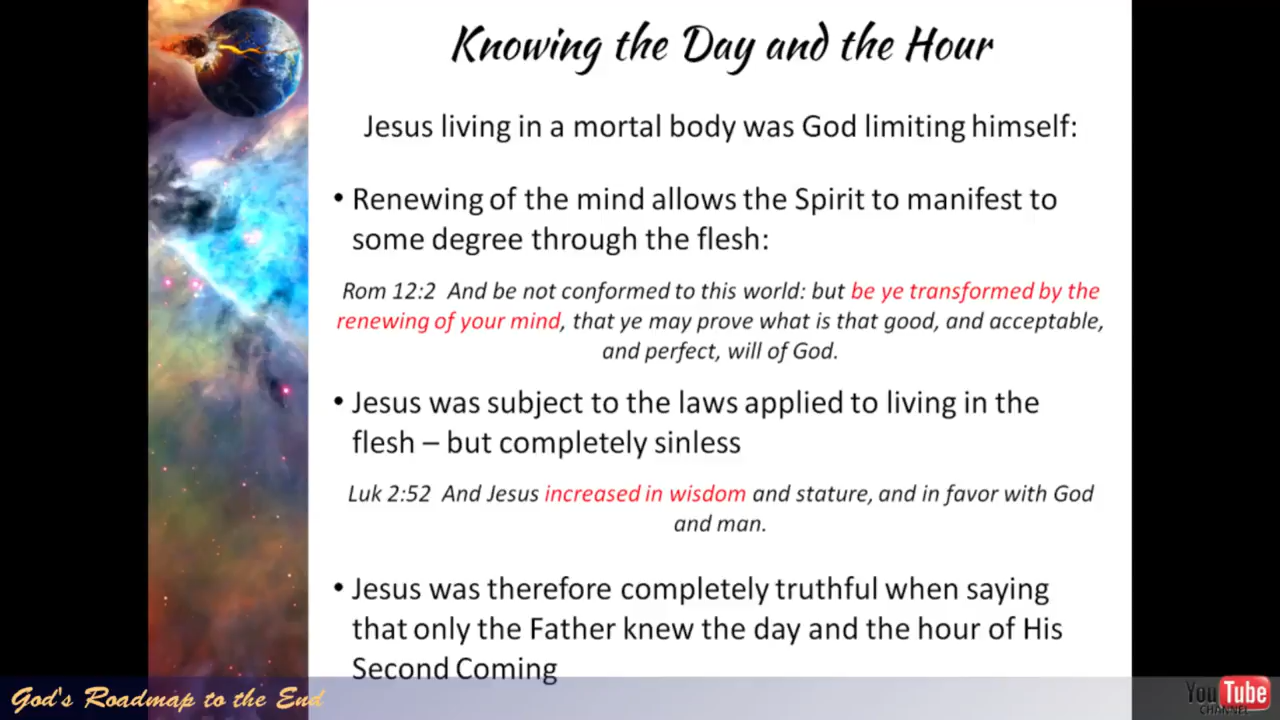 Knowing the Day and the Hour
Jesus living in a mortal body was God limiting himself:
• Renewing of the mind allows the Spirit to manifest to
some degree through the flesh:
Rom 12:2 And be not conformed to this world: but be ye transformed by the
renewing of your mind, that ye may prove what is that good, and acceptable,
and perfect, will of God.
• Jesus was subject to the laws applied to living in the
flesh – but completely sinless
Luk 2:52 And Jesus increased in wisdom and stature, and in favor with God
and man.
• Jesus was therefore completely truthful when saying
that only the Father knew the day and the hour of His
Second Coming
God's Roadmap to the End
YouTube
CHANNEL